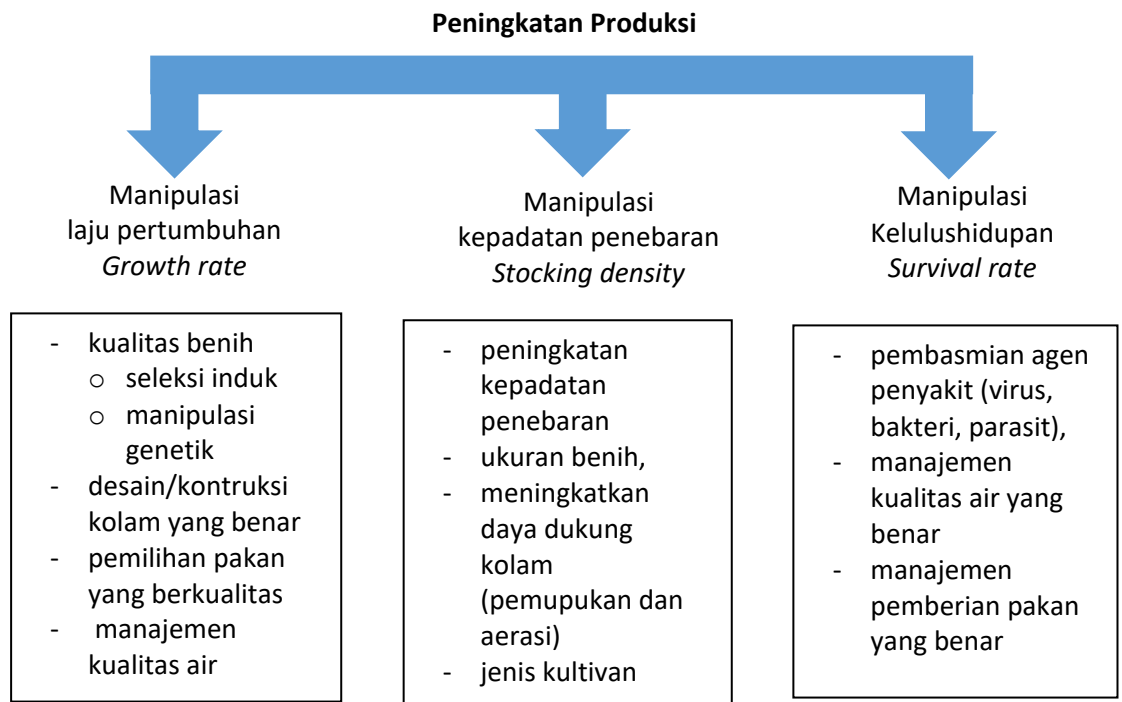 Peningkatan Produksi
Manipulasi
laju pertumbuhan
Growth rate
Manipulasi
kepadatan penebaran
Stocking density
Manipulasi
Kelulushidupan
Survival rate
- kualitas benih
o seleksi induk
o manipulasi
genetik
- desain/kontruksi
kolam yang benar
- pemilihan pakan
yang berkualitas
- manajemen
kualitas air
- peningkatan
kepadatan
penebaran
- ukuran benih,
- meningkatkan
daya dukung
kolam
(pemupukan dan
aerasi)
- jenis kultivan
- pembasmian agen
penyakit (virus,
bakteri, parasit),
- manajemen
kualitas air yang
benar
- manajemen
pemberian pakan
yang benar